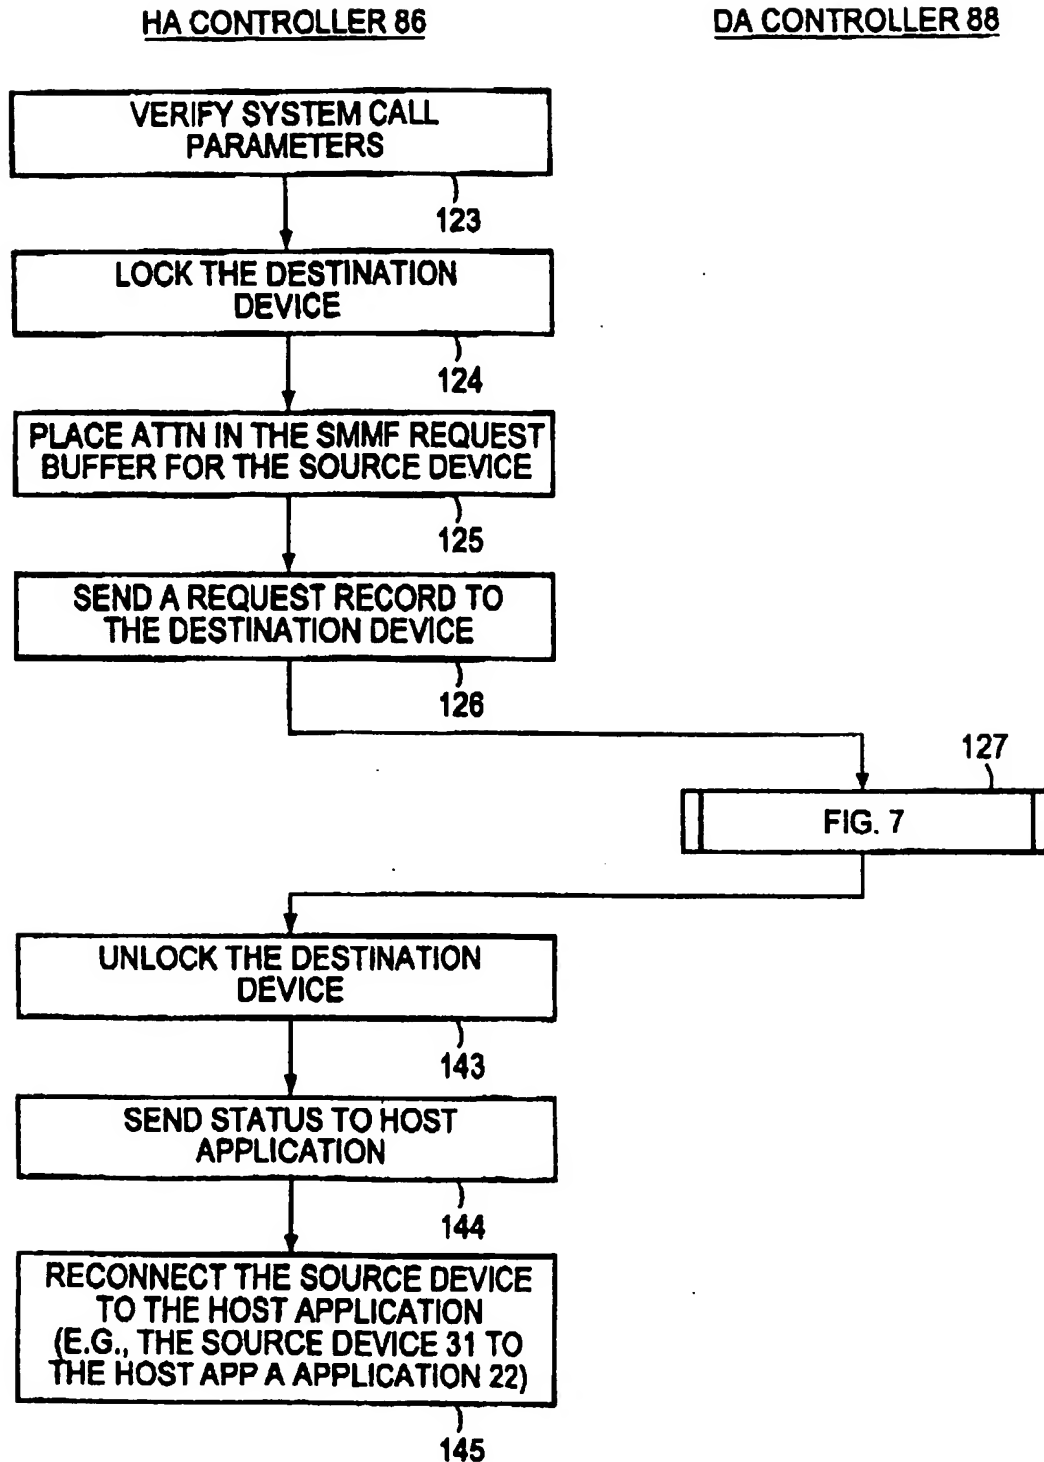 HA CONTROLLER 86
DA CONTROLLER 88
VERIFY SYSTEM CALL
PARAMETERS
123
LOCK THE DESTINATION
DEVICE
124
PLACE ATTN IN THE SMMF REQUEST
BUFFER FOR THE SOURCE DEVICE
125
SEND A REQUEST RECORD TO
THE DESTINATION DEVICE
126
127
FIG. 7
UNLOCK THE DESTINATION
DEVICE
143
SEND STATUS TO HOST
APPLICATION
144
RECONNECT THE SOURCE DEVICE
TO THE HOST APPLICATION
(E.G., THE SOURCE DEVICE 31 TO
THE HOST APP A APPLICATION 22)
145